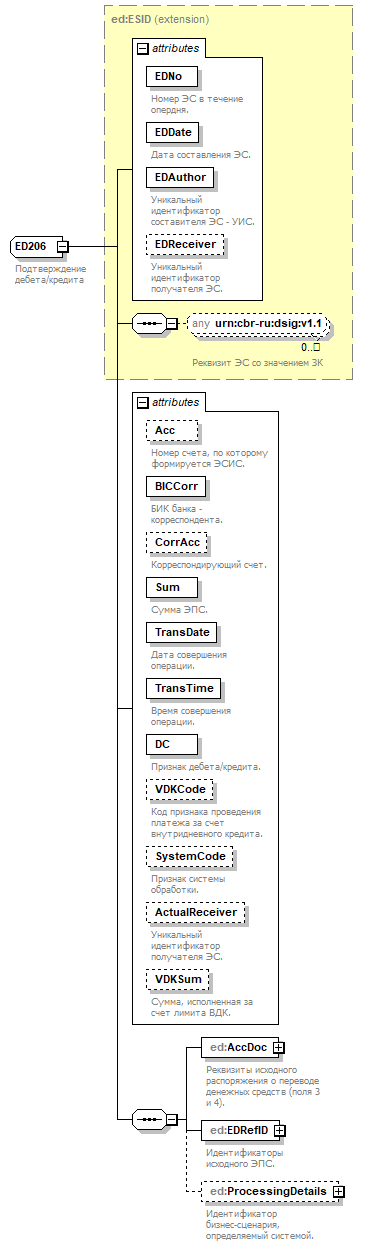 ed:ESID (extension)
attributes
EDNo
Номер ЭС в течение
опердня.
EDDate
Дата составления ЭС.
EDAuthor
Уникальный
идентификатор
составителя ЭС - УИС.
EDReceiver
Уникальный
идентификатор
получателя ЭС.
ED206
Подтверждение
дебета/кредита
any urn:cbr-ru:dsig:v1.1
0..
Реквизит ЭС со значением ЗК
attributes
Acc
Номер счета, по которому
формируется ЭСИС.
BICCorr
БИК банка -
корреспондента.
CorrAcc
Корреспондирующий счет.
Sum
Сумма ЭПС.
TransDate
Дата совершения
операции.
TransTime
Время совершения
операции.
DC
Признак дебета/кредита.
VDKCode
Код признака проведения
платежа за счет
внутридневного кредита.
SystemCode
Признак системы
обработки.
ActualReceiver
Уникальный
идентификатор
получателя ЭС.
VDKSum
Сумма, исполненная за
счет лимита ВДК.
ed:AccDoc
Реквизиты исходного
распоряжения о переводе
денежных средств (поля 3
и 4).
ed:EDRefID
Идентификаторы
исходного ЭПС.
ed:ProcessingDetails
Идентификатор
бизнес-сценария,
определяемый системой.